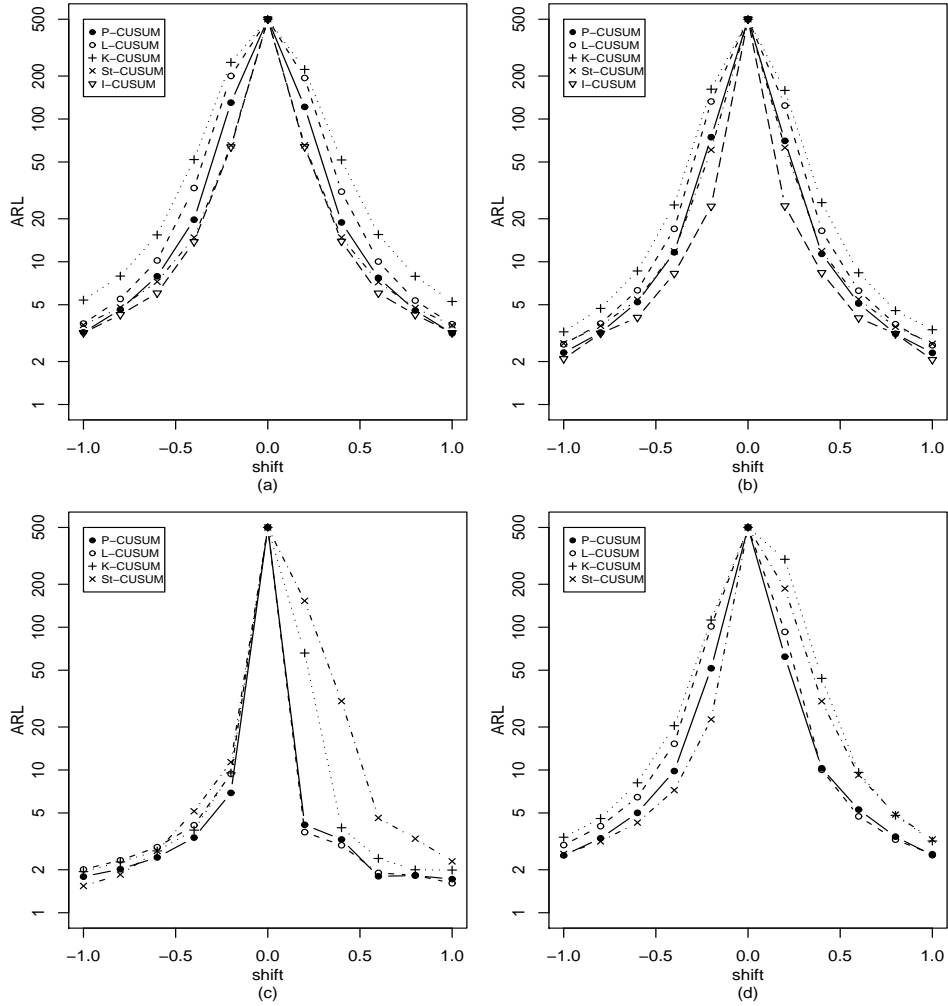 P−CUSUM
L−CUSUM
K−CUSUM
St−CUSUM
I−CUSUM
ARL
500
200
100
50
20
10
5
2
1
−1.0 −0.5 0.0 0.5 1.0
shift
(a)
P−CUSUM
L−CUSUM
K−CUSUM
St−CUSUM
I−CUSUM
ARL
500
200
100
50
20
10
5
2
1
−1.0 −0.5 0.0 0.5 1.0
shift
(b)
P−CUSUM
L−CUSUM
K−CUSUM
St−CUSUM
ARL
500
200
100
50
20
10
5
2
1
−1.0 −0.5 0.0 0.5 1.0
shift
(c)
P−CUSUM
L−CUSUM
K−CUSUM
St−CUSUM
ARL
500
200
100
50
20
10
5
2
1
−1.0 −0.5 0.0 0.5 1.0
shift
(d)